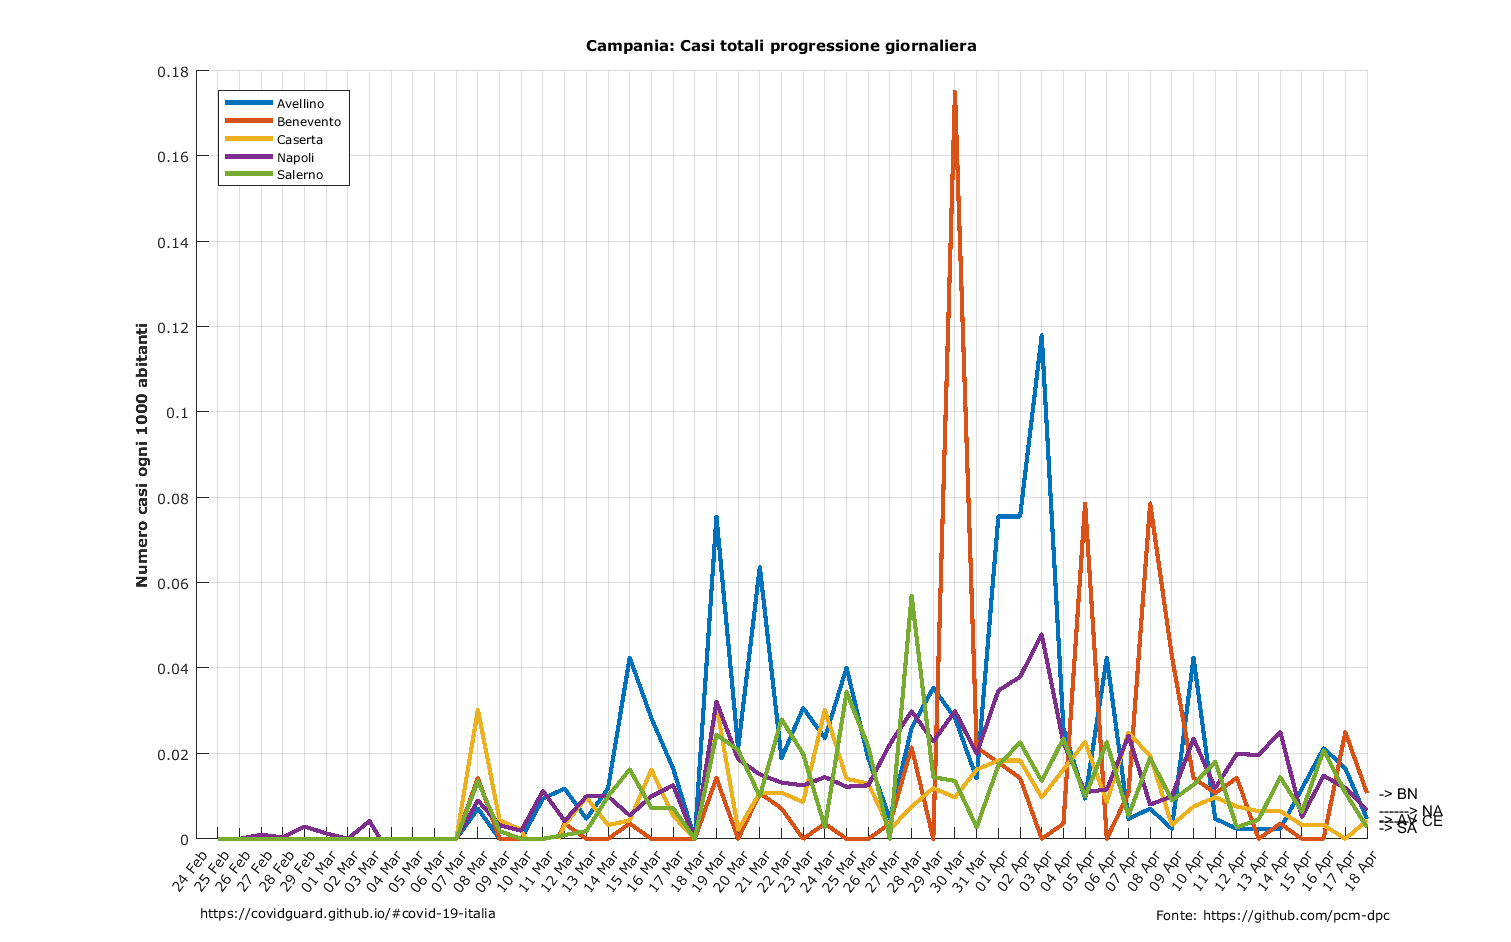 Campania: Casi totali progressione giornaliera
0.18
0.16
0.14
0.12
0.1
0.08
0.06
0.04
0.02
0
Numero casi ogni 1000 abitanti
Avellino
Benevento
Caserta
Napoli
Salerno
-> BN
------> NA
CE
-> SA
24 Feb
25 Feb
26 Feb
27 Feb
28 Feb
29 Feb
01 Mar
02 Mar
03 Mar
04 Mar
05 Mar
06 Mar
07 Mar
08 Mar
09 Mar
10 Mar
11 Mar
12 Mar
13 Mar
14 Mar
15 Mar
16 Mar
17 Mar
18 Mar
19 Mar
20 Mar
21 Mar
22 Mar
23 Mar
24 Mar
25 Mar
26 Mar
27 Mar
28 Mar
29 Mar
30 Mar
31 Mar
01 Apr
02 Apr
03 Apr
04 Apr
05 Apr
06 Apr
07 Apr
08 Apr
09 Apr
10 Apr
11 Apr
12 Apr
13 Apr
14 Apr
15 Apr
16 Apr
17 Apr
18 Apr
https://covidguard.github.io/#covid-19-italia
Fonte: https://github.com/pcm-dpc